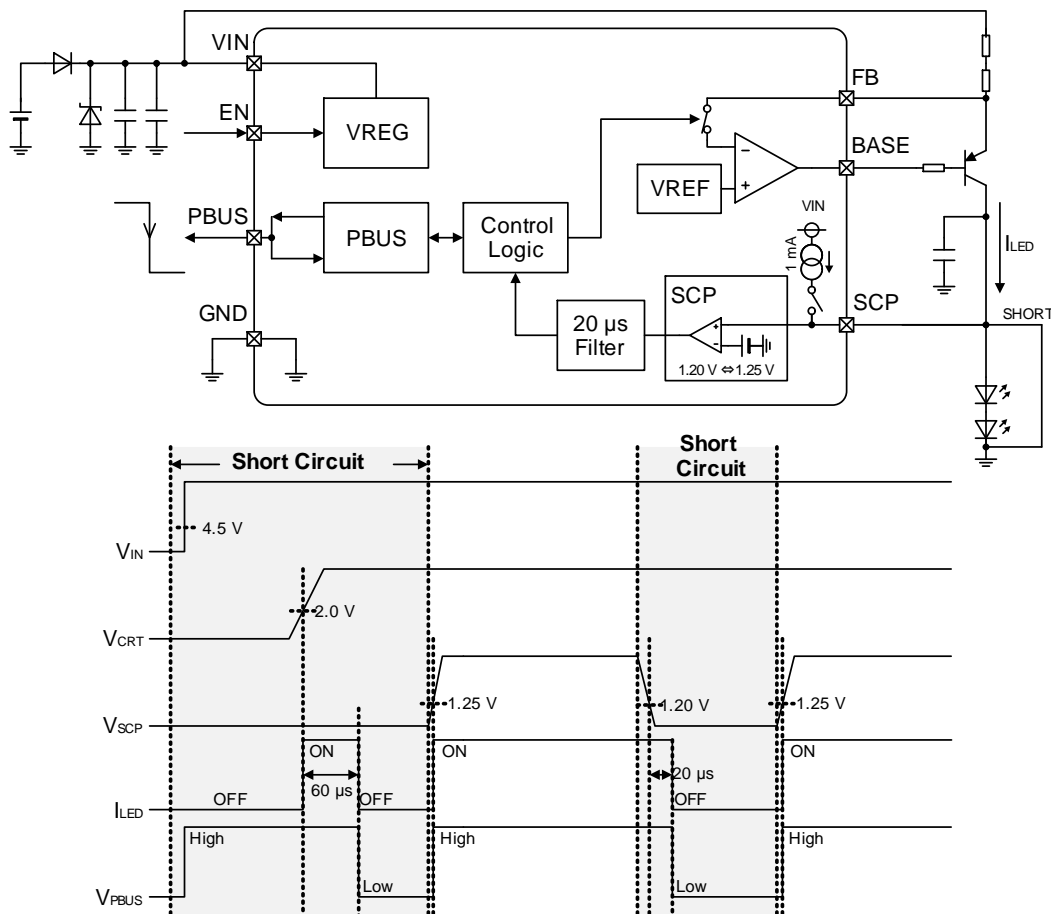 VIN
FB
EN
VREG
BASE
VREF
−
+
VIN
PBUS
PBUS
Control
Logic
1 mA
ILED
SCP
SCP
SHORT
GND
20 µs
Filter
+
−
1.20 V ⇔1.25 V
Short Circuit
Short
Circuit
4.5 V
VIN
2.0 V
VCRT
1.25 V
1.20 V
1.25 V
VSCP
ON
ON
ON
60 µs
20 µs
OFF
OFF
OFF
ILED
High
High
High
Low
Low
VPBUS